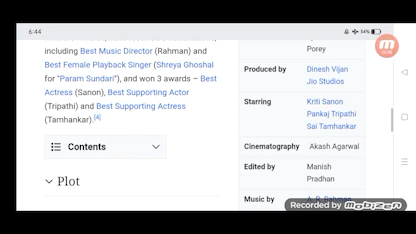 6:44
34%
including Best Music Director (Rahman) and
Best Female Playback Singer (Shreya Ghoshal
for "Param Sundari"), and won 3 awards – Best
Actress (Sanon), Best Supporting Actor
(Tripathi) and Best Supporting Actress
(Tamhankar).[4]
Contents
Plot
Porey
Produced by Dinesh Vijan
Jio Studios
Starring Kriti Sanon
Pankaj Tripathi
Sai Tamhankar
Cinematography Akash Agarwal
Edited by Manish
Pradhan
Music by A. R. Rahman
Recorded by Mobizen